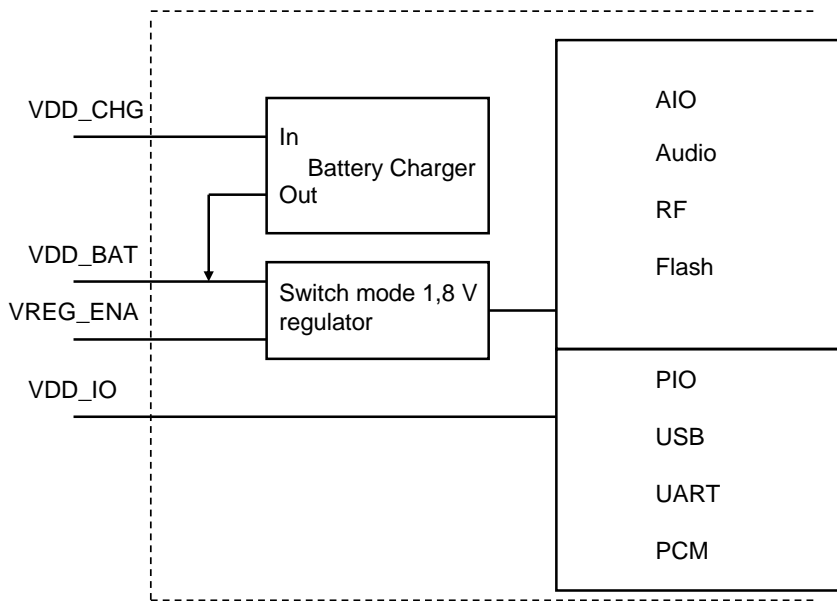 VDD_CHG
In
Battery Charger
Out
VDD_BAT
Switch mode 1,8 V
regulator
VREG_ENA
VDD_IO
AIO
Audio
RF
Flash
PIO
USB
UART
PCM